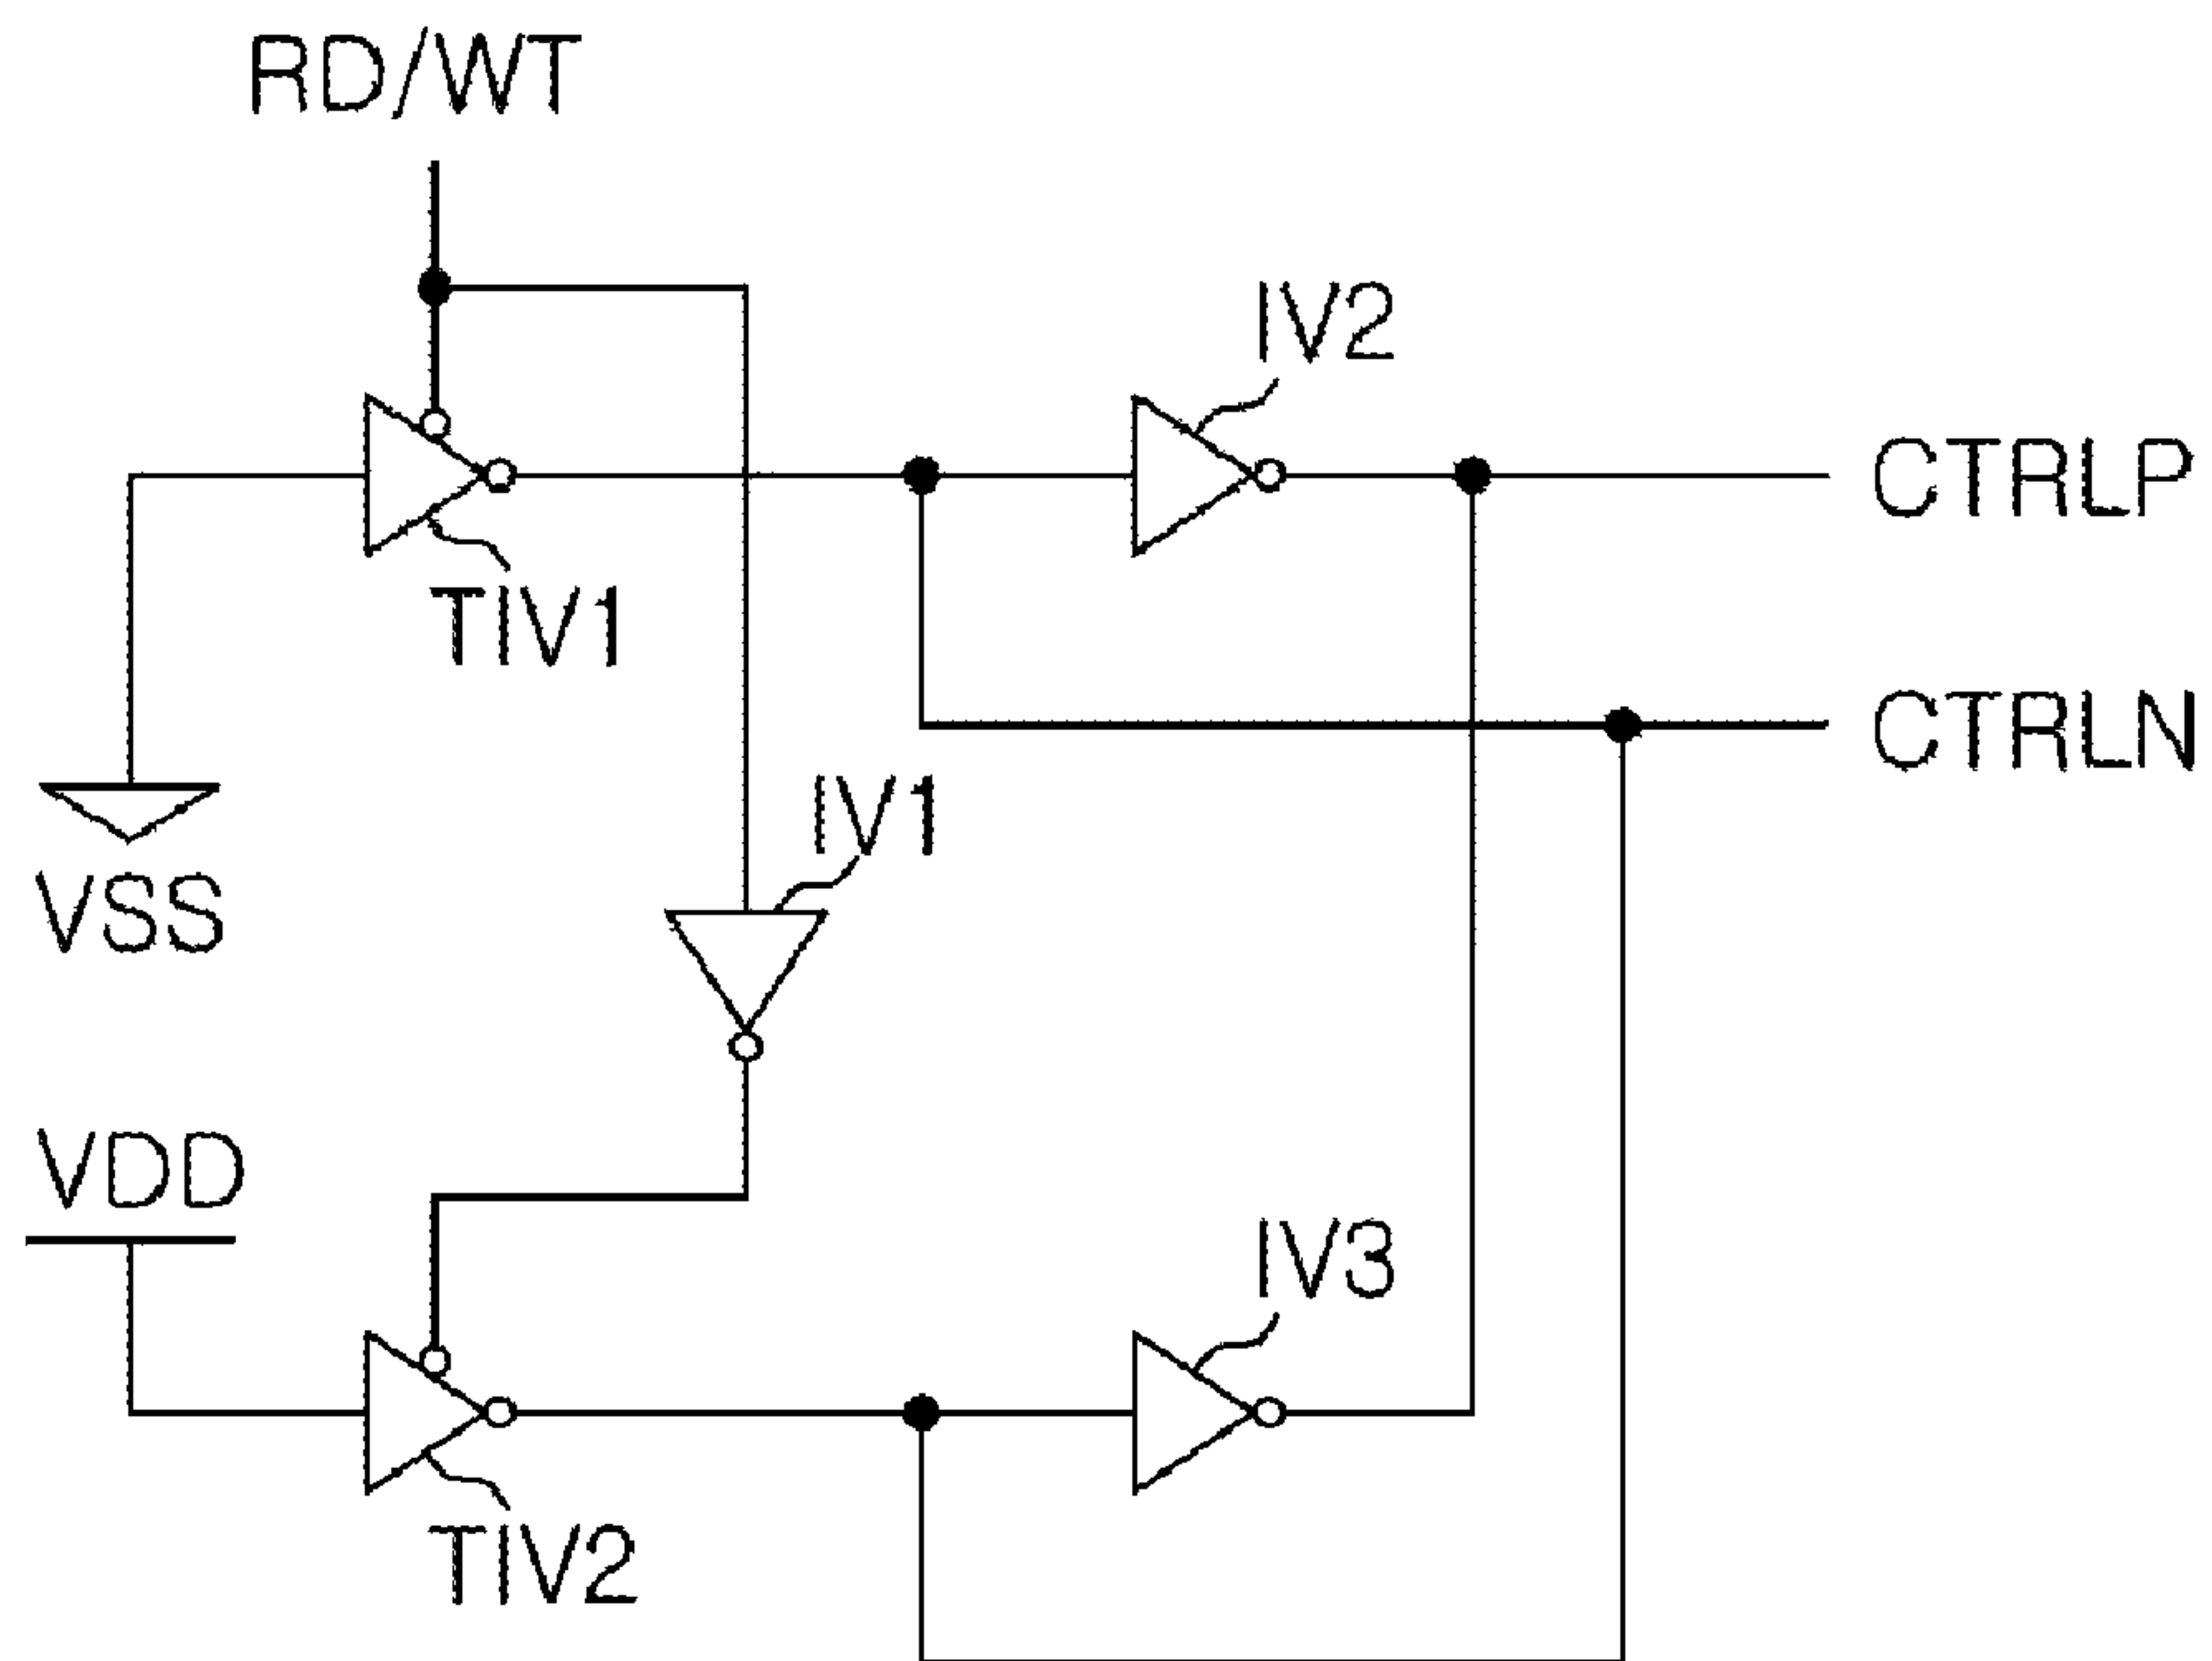 RD/WT
IV2
CTRLP
TIV1
CTRLN
IV1
VSS
VDD
IV3
TIV2